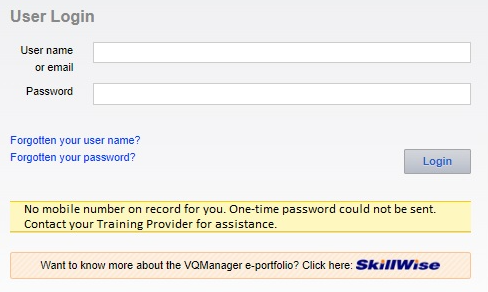 User Login
User name
or email
Password
Forgotten your user name?
Forgotten your password?
Login
No mobile number on record for you. One-time password could not be sent.
Contact your Training Provider for assistance.
Want to know more about the VQManager e-portfolio? Click here: SkillWise